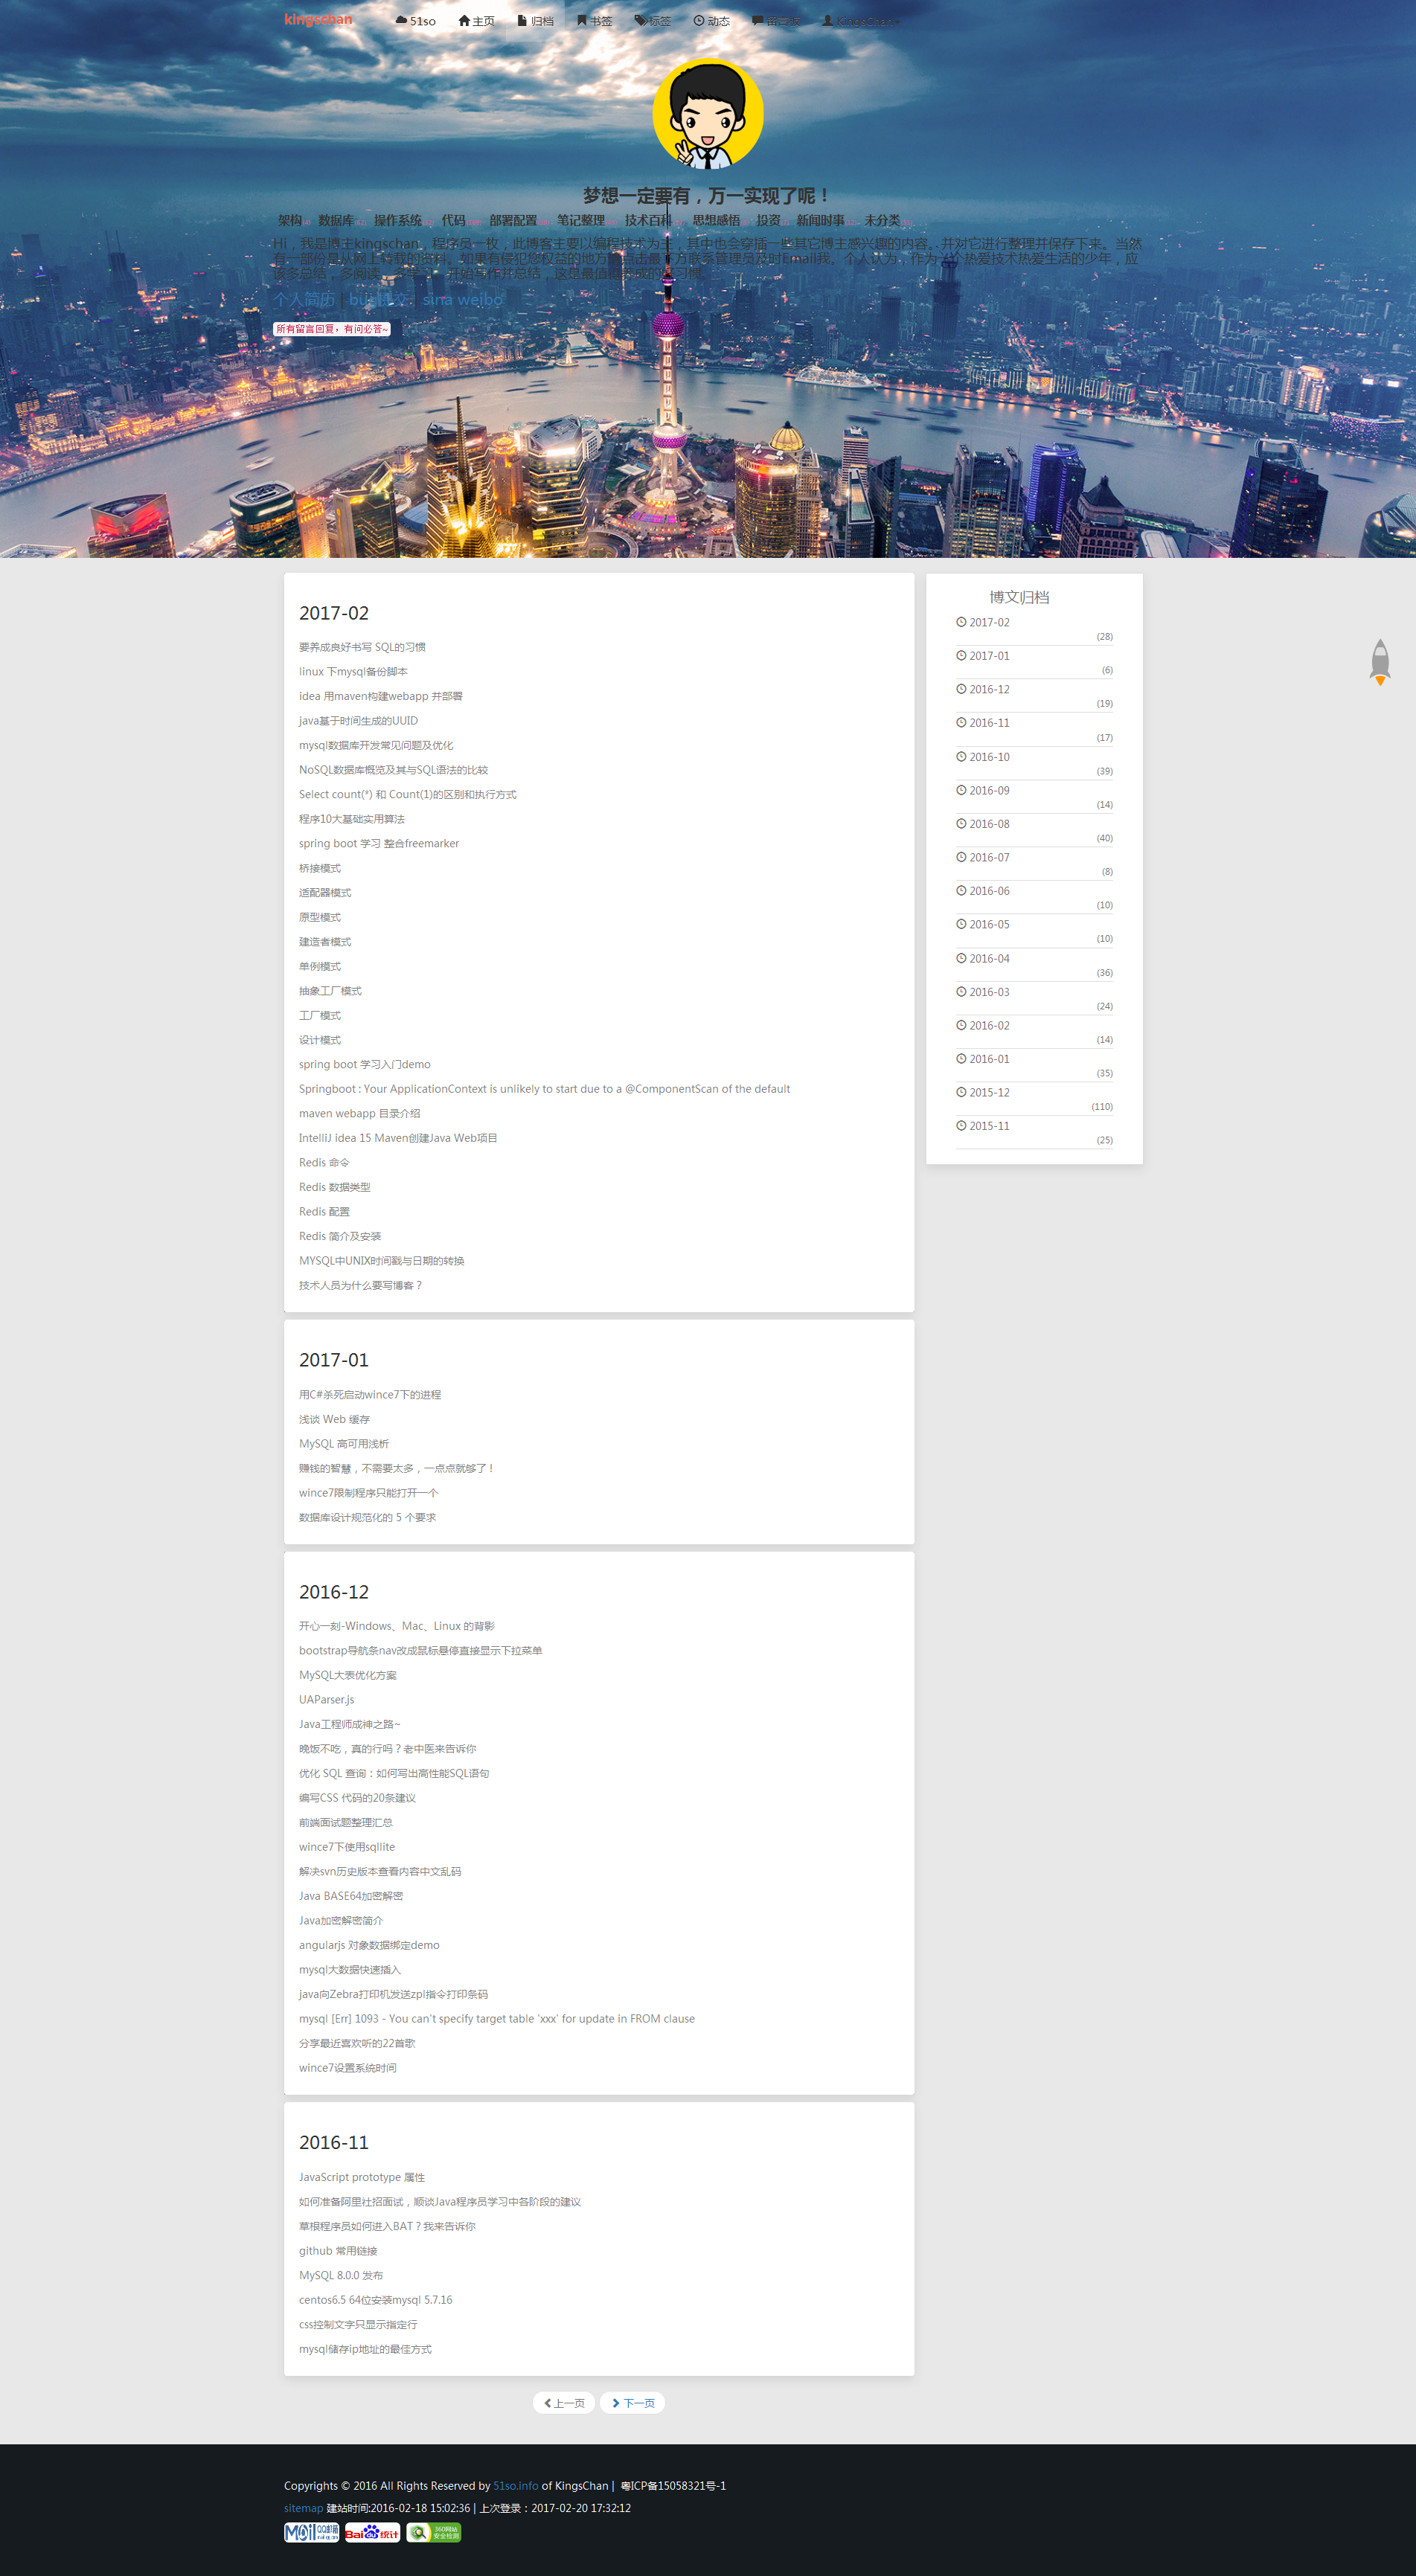 kingschan
51so 主页 归档 书签 标签 动态 留言板 KingsChan
梦想一定要有，万一实现了呢！
架构 数据库 操作系统 代码 部署配置 笔记整理 技术百科 思想感悟 投资 新闻时事 未分类
Hi，我是博主kingschan，程序员一枚，此博客主要以编程技术为主，其中也会穿插一些其它博主感兴趣的内容。并对它进行整理并保存下来。当然
有一部份是从网上转载的资料。如果有侵犯您权益的地方 点击最下方联系管理员及时Email我。个人认为，作为一个热爱技术热爱生活的少年，应
该多总结，多阅读，多学习。开始写作并总结，这是最值得养成的好习惯。
个人简历 | bug提交 | sina weibo
所有留言回复，有问必答~
2017-02
要养成良好书写 SQL的习惯
linux 下mysql备份脚本
idea 用maven构建webapp 并部署
java基于时间生成的UUID
mysql数据库开发常见问题及优化
NoSQL数据库概览及其与SQL语法的比较
Select count(*) 和 Count(1)的区别和执行方式
程序10大基础实用算法
spring boot 学习 整合freemarker
桥接模式
适配器模式
原型模式
建造者模式
单例模式
抽象工厂模式
工厂模式
设计模式
spring boot 学习入门demo
Springboot : Your ApplicationContext is unlikely to start due to a @ComponentScan of the default
maven webapp 目录介绍
IntelliJ idea 15 Maven创建Java Web项目
Redis 命令
Redis 数据类型
Redis 配置
Redis 简介及安装
MYSQL中UNIX时间戳与日期的转换
技术人员为什么要写博客？
2017-01
用C#杀死启动wince7下的进程
浅谈 Web 缓存
MySQL 高可用浅析
赚钱的智慧，不需要太多，一点点就够了！
wince7限制程序只能打开一个
数据库设计规范化的 5 个要求
2016-12
开心一刻-Windows、Mac、Linux 的背影
bootstrap导航条nav改成鼠标悬停直接显示下拉菜单
MySQL大表优化方案
UAParser.js
Java工程师成神之路~
晚饭不吃，真的行吗？老中医来告诉你
优化 SQL 查询：如何写出高性能SQL语句
编写CSS 代码的20条建议
前端面试题整理汇总
wince7下使用sqllite
解决svn历史版本查看内容中文乱码
Java BASE64加密解密
Java加密解密简介
angularjs 对象数据绑定demo
mysql大数据快速插入
java向Zebra打印机发送zpl指令打印条码
mysql [Err] 1093 - You can't specify target table 'xxx' for update in FROM clause
分享最近喜欢听的22首歌
wince7设置系统时间
2016-11
JavaScript prototype 属性
如何准备阿里社招面试，顺谈Java程序员学习中各阶段的建议
草根程序员如何进入BAT？我来告诉你
github 常用链接
MySQL 8.0.0 发布
centos6.5 64位安装mysql 5.7.16
css控制文字只显示指定行
mysql储存ip地址的最佳方式
上一页 下一页
博文归档
2017-02
(28)
2017-01
(6)
2016-12
(19)
2016-11
(17)
2016-10
(39)
2016-09
(14)
2016-08
(40)
2016-07
(8)
2016-06
(10)
2016-05
(10)
2016-04
(36)
2016-03
(24)
2016-02
(14)
2016-01
(35)
2015-12
(110)
2015-11
(25)
Copyrights © 2016 All Rights Reserved by 51so.info of KingsChan | 粤ICP备15058321号-1
sitemap 建站时间:2016-02-18 15:02:36 | 上次登录：2017-02-20 17:32:12
Mail QQ邮箱 mail.qq.com Baidu统计 360网站安全检测